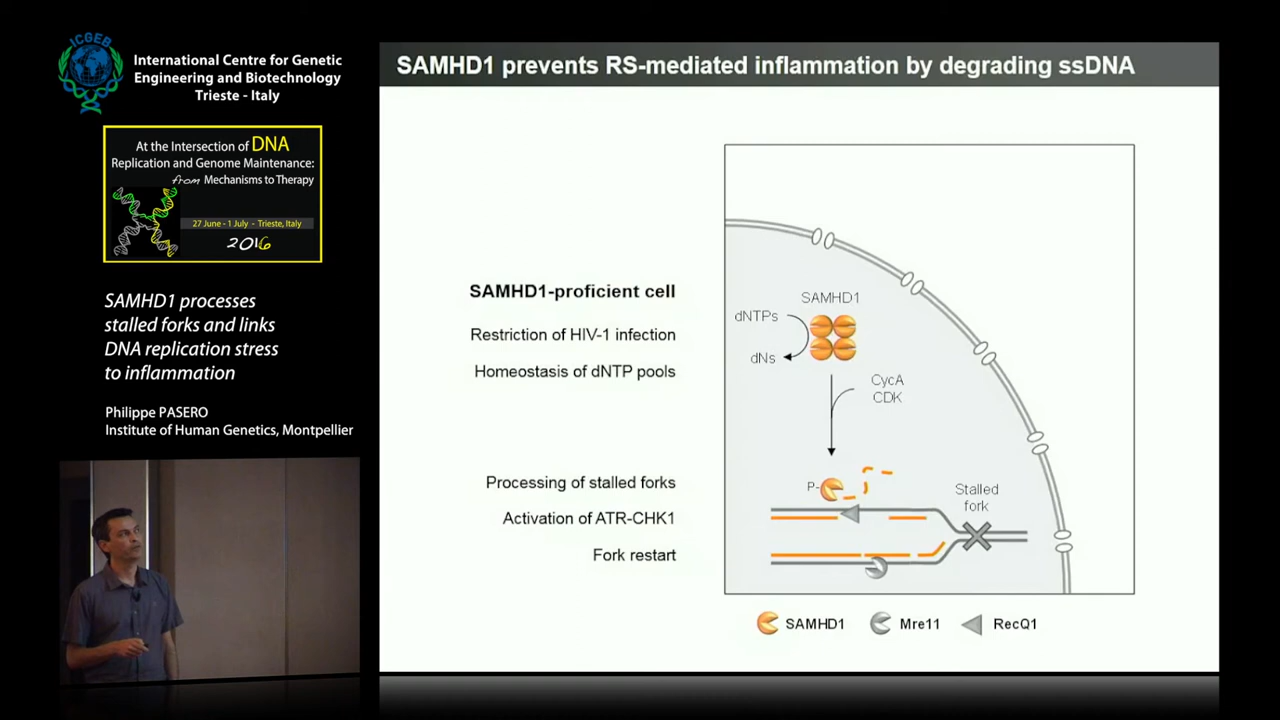 ICGEB
International Centre for Genetic
Engineering and Biotechnology
Trieste - Italy
At the Intersection of DNA
Replication and Genome Maintenance:
from Mechanisms to Therapy
27 June - 1 July - Trieste, Italy
2016
SAMHD1 processes
stalled forks and links
DNA replication stress
to inflammation
Philippe PASERO
Institute of Human Genetics, Montpellier
SAMHD1 prevents RS-mediated inflammation by degrading ssDNA
SAMHD1-proficient cell
Restriction of HIV-1 infection
Homeostasis of dNTP pools
Processing of stalled forks
Activation of ATR-CHK1
Fork restart
SAMHD1
dNTPs
dNs
CycA
CDK
P-
Stalled
fork
SAMHD1
Mre11
RecQ1